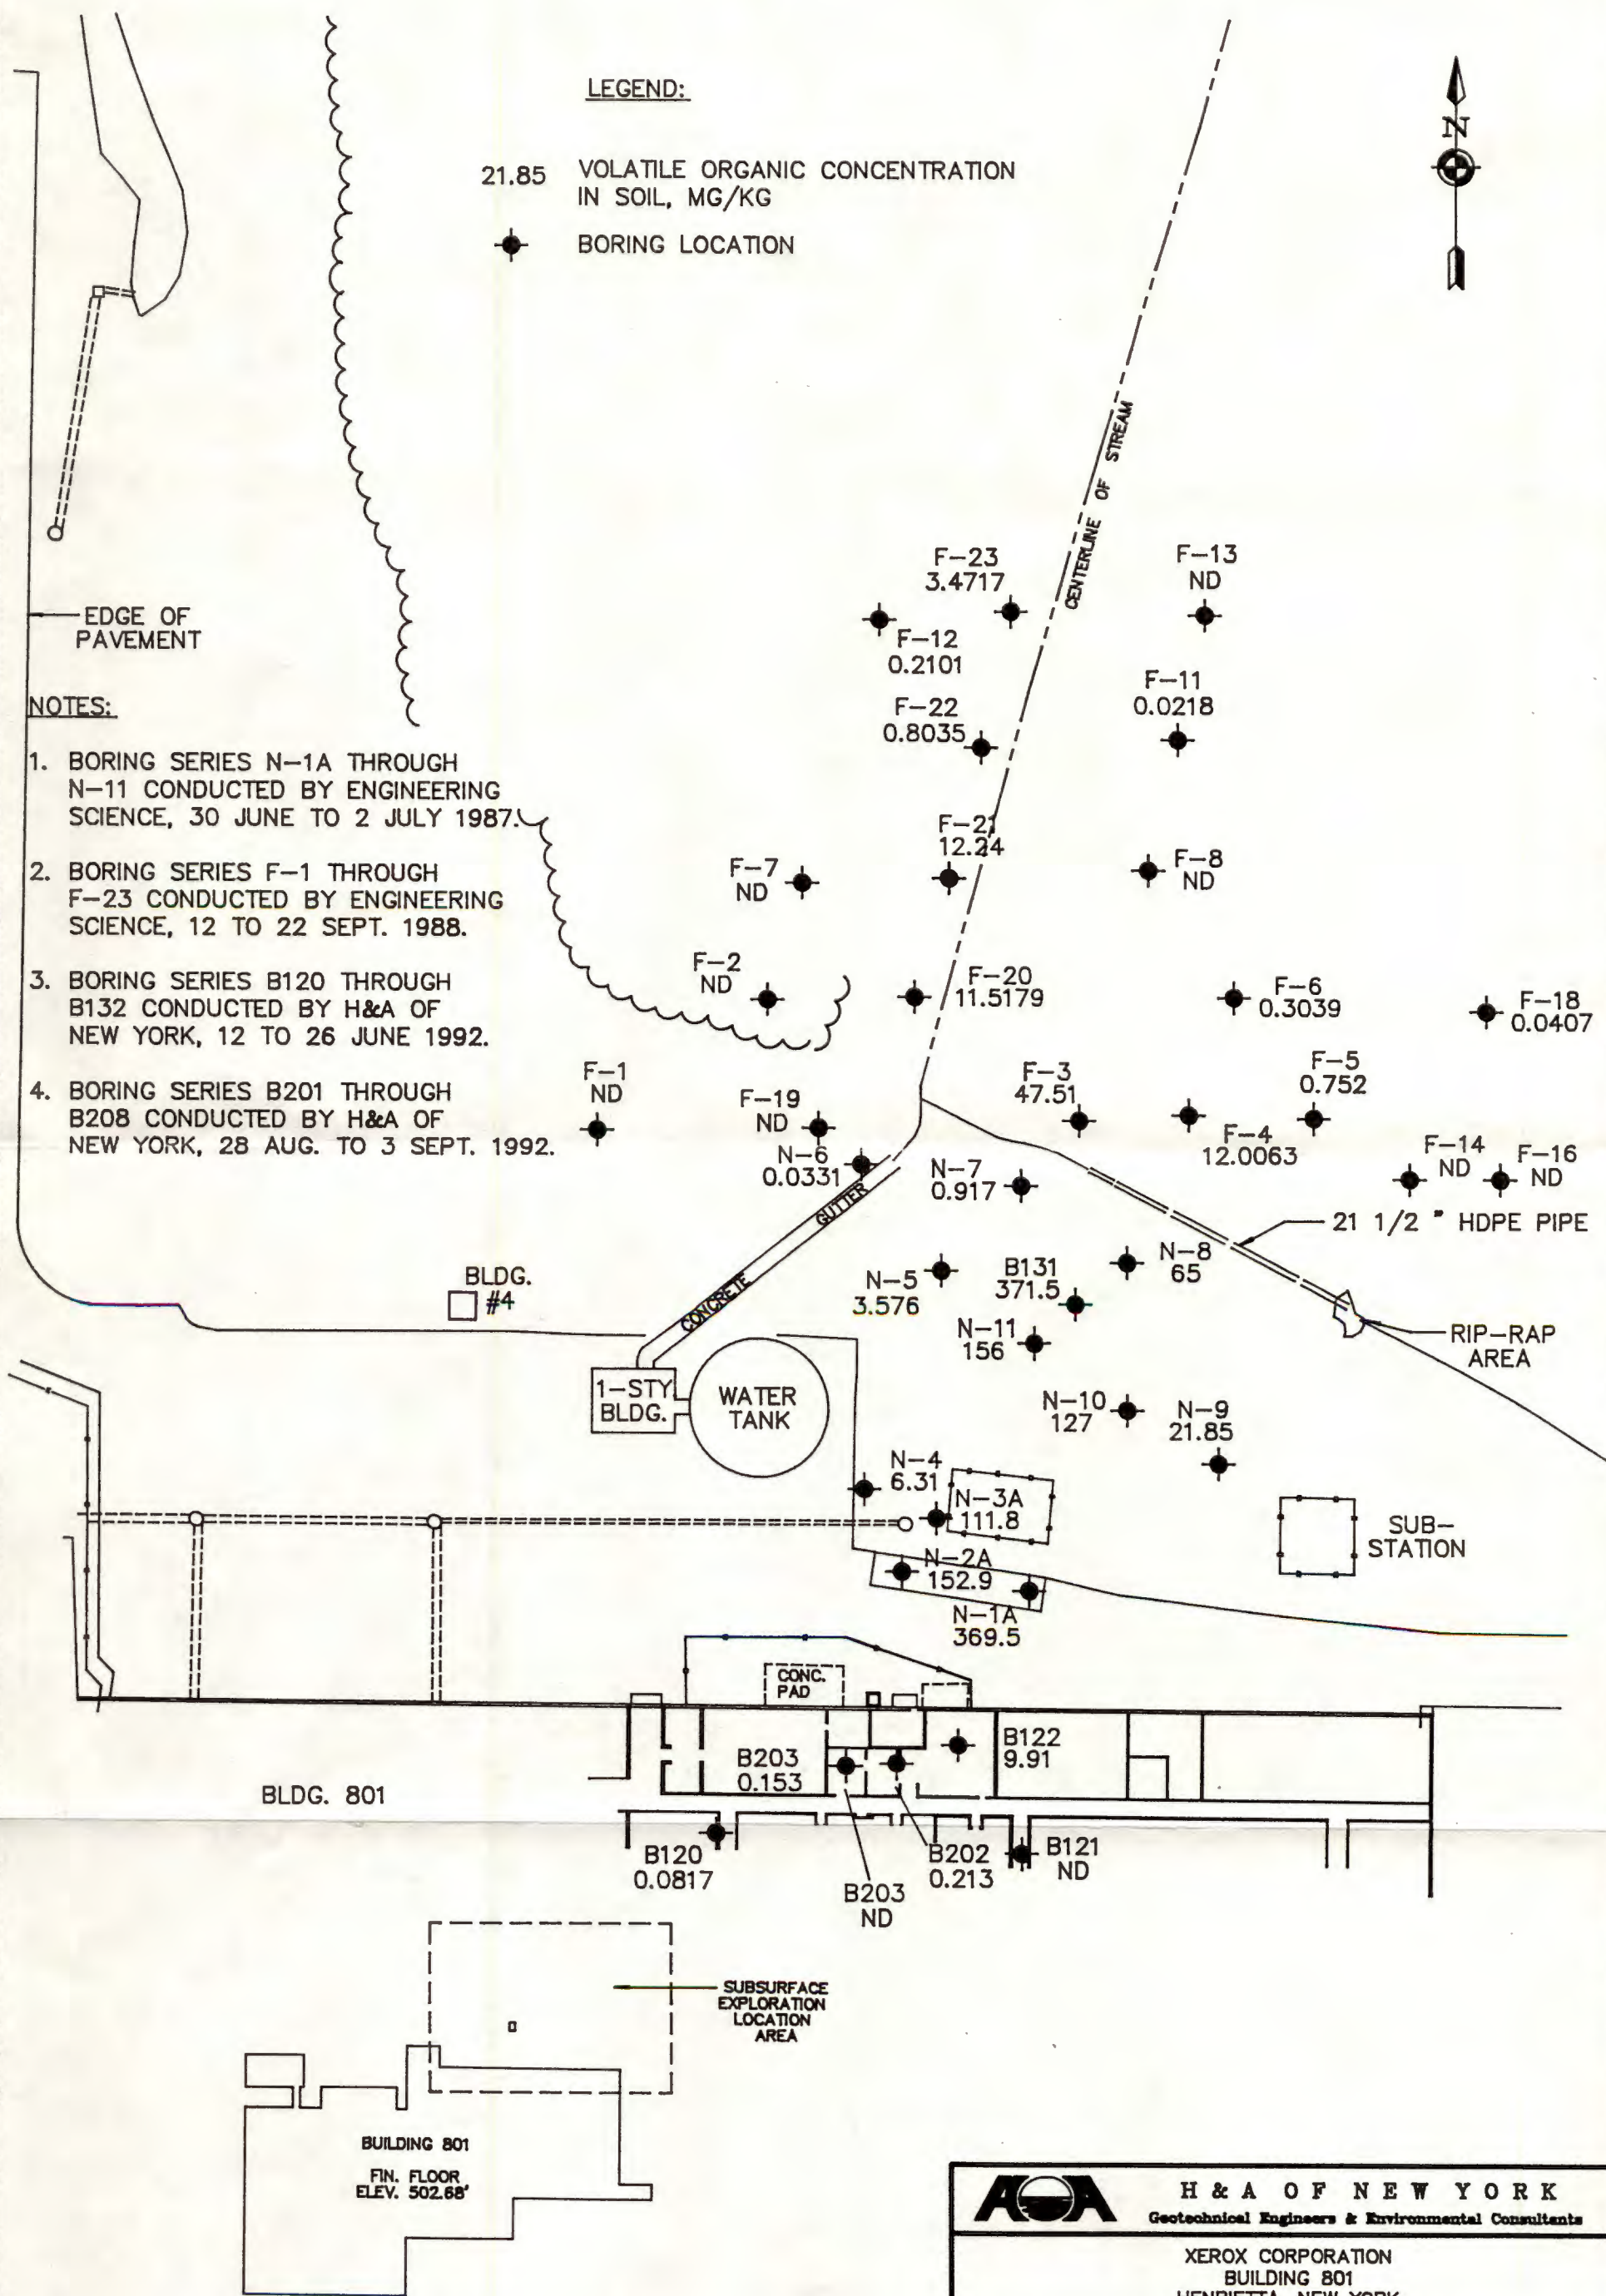 LEGEND:
21.85 VOLATILE ORGANIC CONCENTRATION
IN SOIL, MG/KG
BORING LOCATION
N
CENTERLINE OF STREAM
EDGE OF
PAVEMENT
F-23
3.4717
F-13
ND
F-12
0.2101
F-11
0.0218
F-22
0.8035
NOTES:
1. BORING SERIES N-1A THROUGH
N-11 CONDUCTED BY ENGINEERING
SCIENCE, 30 JUNE TO 2 JULY 1987.
2. BORING SERIES F-1 THROUGH
F-23 CONDUCTED BY ENGINEERING
SCIENCE, 12 TO 22 SEPT. 1988.
3. BORING SERIES B120 THROUGH
B132 CONDUCTED BY H&A OF
NEW YORK, 12 TO 26 JUNE 1992.
4. BORING SERIES B201 THROUGH
B208 CONDUCTED BY H&A OF
NEW YORK, 28 AUG. TO 3 SEPT. 1992.
F-21
12.24
F-7
ND
F-8
ND
F-2
ND
F-20
11.5179
F-6
0.3039
F-18
0.0407
F-1
ND
F-19
ND
F-3
47.51
F-5
0.752
F-4
12.0063
F-14
ND
F-16
ND
N-6
0.0331
N-7
0.917
21 1/2 " HDPE PIPE
CONCRETE GUTTER
N-8
65
N-5
3.576
B131
371.5
BLDG.
#4
N-11
156
RIP-RAP
AREA
1-STY
BLDG.
WATER
TANK
N-10
127
N-9
21.85
N-4
6.31
N-3A
111.8
SUB-
STATION
N-2A
152.9
N-1A
369.5
CONC.
PAD
B203
0.153
B122
9.91
BLDG. 801
B120
0.0817
B202
0.213
B121
ND
B203
ND
SUBSURFACE
EXPLORATION
LOCATION
AREA
BUILDING 801
FIN. FLOOR
ELEV. 502.68'
H & A OF NEW YORK
Geotechnical Engineers & Environmental Consultants
XEROX CORPORATION
BUILDING 801
HENRIETTA, NEW YORK